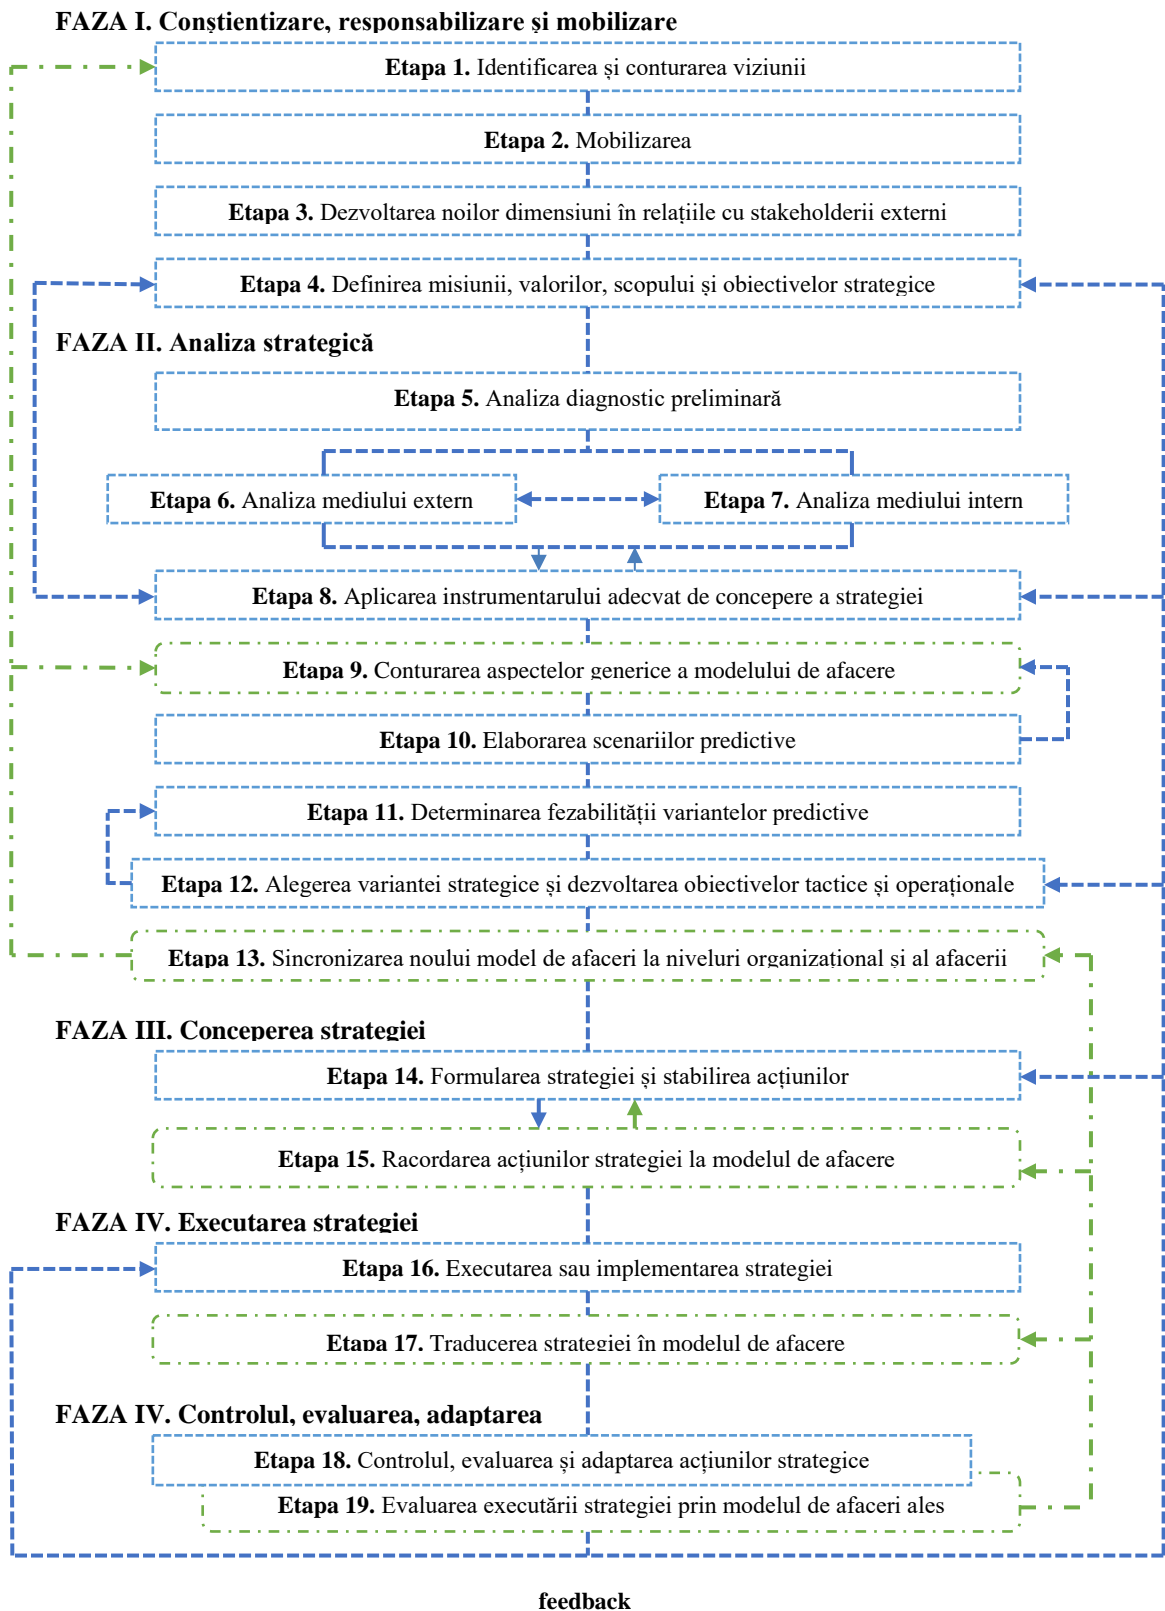 FAZA I. Conștientizare, responsabilizare și mobilizare
Etapa 1. Identificarea și conturarea viziunii
Etapa 2. Mobilizarea
Etapa 3. Dezvoltarea noilor dimensiuni în relațiile cu stakeholderii externi
Etapa 4. Definirea misiunii, valorilor, scopului și obiectivelor strategice
FAZA II. Analiza strategică
Etapa 5. Analiza diagnostic preliminară
Etapa 6. Analiza mediului extern
Etapa 7. Analiza mediului intern
Etapa 8. Aplicarea instrumentarului adecvat de concepere a strategiei
Etapa 9. Conturarea aspectelor generice a modelului de afacere
Etapa 10. Elaborarea scenariilor predictive
Etapa 11. Determinarea fezabilității variantelor predictive
Etapa 12. Alegerea variantei strategice și dezvoltarea obiectivelor tactice și operaționale
Etapa 13. Sincronizarea noului model de afaceri la niveluri organizațional și al afacerii
FAZA III. Conceperea strategiei
Etapa 14. Formularea strategiei și stabilirea acțiunilor
Etapa 15. Racordarea acțiunilor strategiei la modelul de afacere
FAZA IV. Executarea strategiei
Etapa 16. Executarea sau implementarea strategiei
Etapa 17. Traducerea strategiei în modelul de afacere
FAZA IV. Controlul, evaluarea, adaptarea
Etapa 18. Controlul, evaluarea și adaptarea acțiunilor strategice
Etapa 19. Evaluarea executării strategiei prin modelul de afaceri ales
feedback